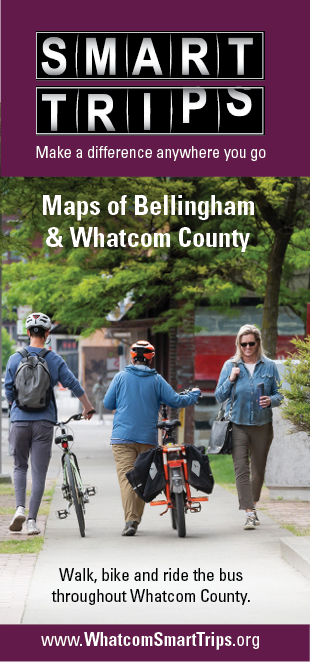 SMART
TRIPS
Make a difference anywhere you go
Maps of Bellingham
& Whatcom County
Walk, bike and ride the bus
throughout Whatcom County.
www.WhatcomSmartTrips.org